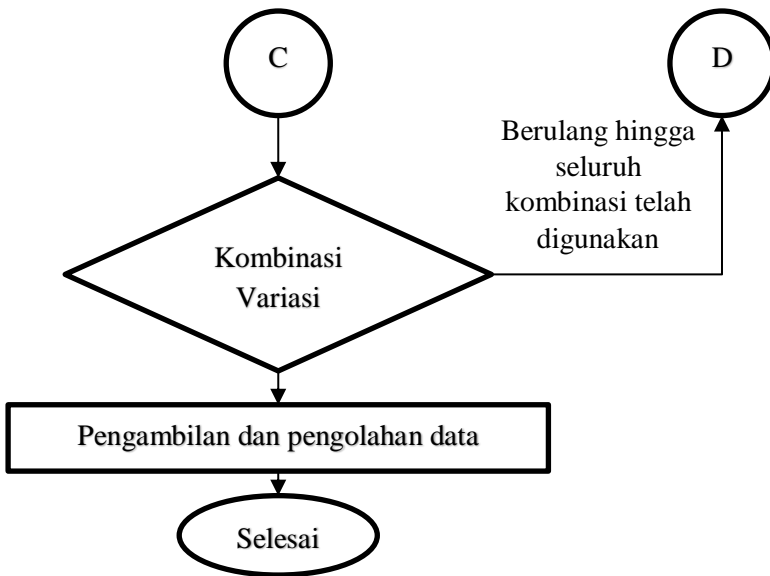 C
D
Berulang hingga
seluruh
kombinasi telah
digunakan
Kombinasi
Variasi
Pengambilan dan pengolahan data
Selesai